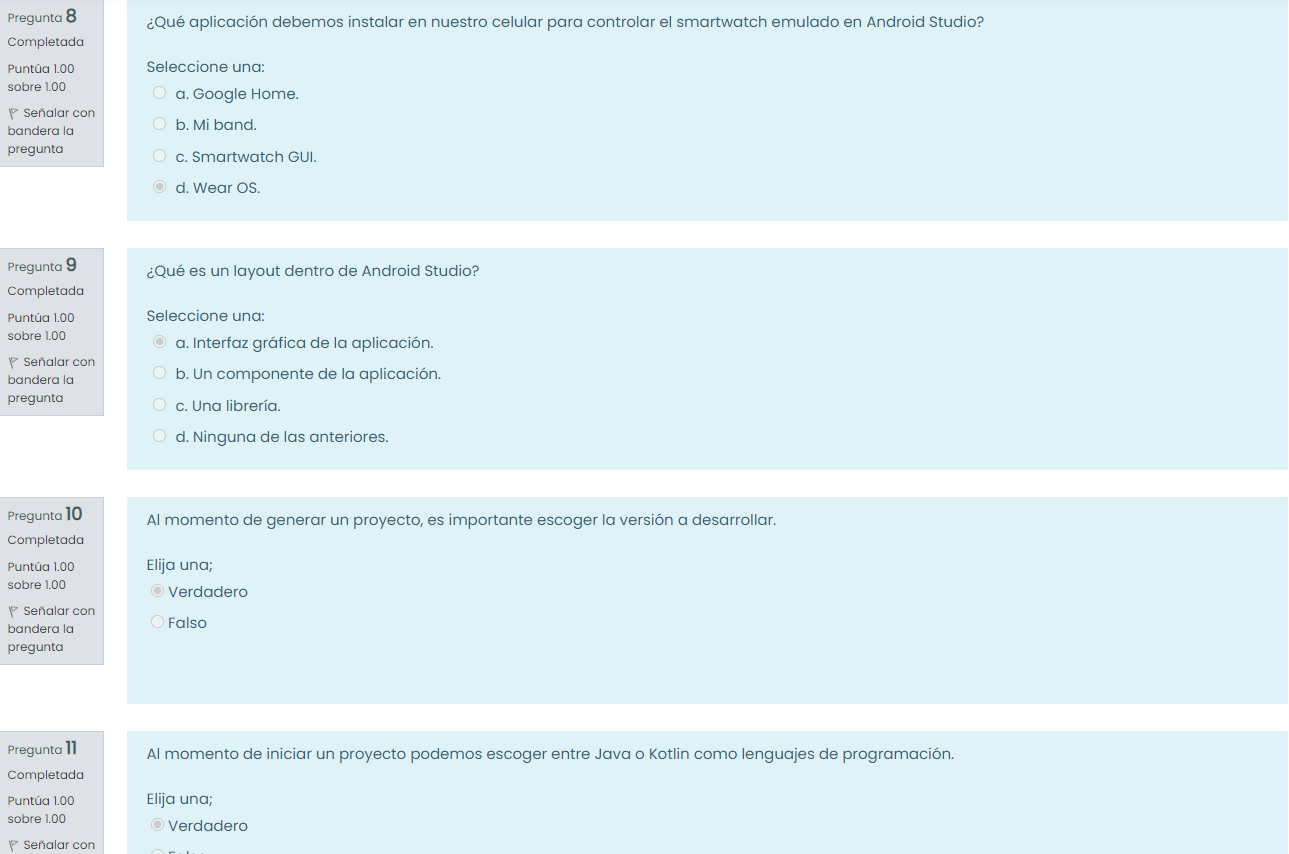 Pregunta 8
Completada
Puntúa 1.00
sobre 1.00
Señalar con
bandera la
pregunta
¿Qué aplicación debemos instalar en nuestro celular para controlar el smartwatch emulado en Android Studio?
Seleccione una:
a. Google Home.
b. Mi band.
c. Smartwatch GUI.
d. Wear OS.
Pregunta 9
Completada
Puntúa 1.00
sobre 1.00
Señalar con
bandera la
pregunta
¿Qué es un layout dentro de Android Studio?
Seleccione una:
a. Interfaz gráfica de la aplicación.
b. Un componente de la aplicación.
c. Una librería.
d. Ninguna de las anteriores.
Pregunta 10
Completada
Puntúa 1.00
sobre 1.00
Señalar con
bandera la
pregunta
Al momento de generar un proyecto, es importante escoger la versión a desarrollar.
Elija una;
Verdadero
Falso
Pregunta 11
Completada
Puntúa 1.00
sobre 1.00
Señalar con
Al momento de iniciar un proyecto podemos escoger entre Java o Kotlin como lenguajes de programación.
Elija una;
Verdadero